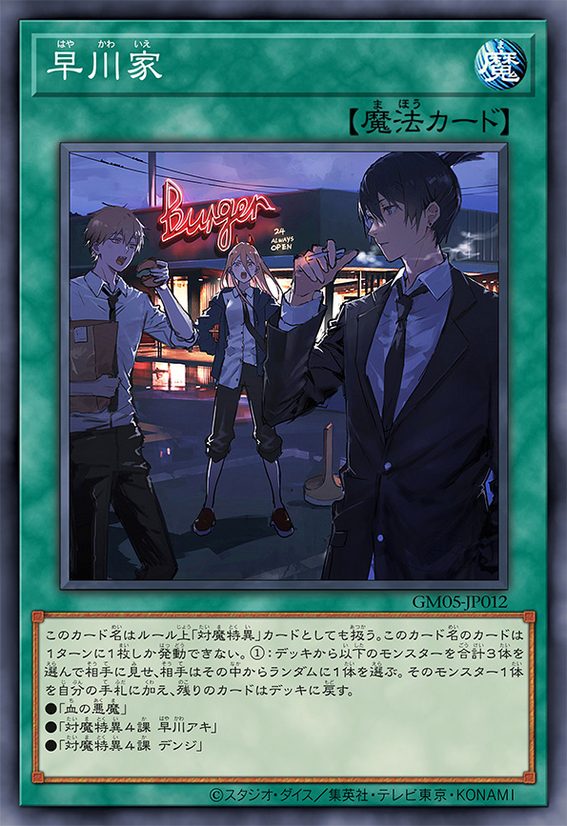 早川家
魔
【魔法カード】
Burger
24
ALWAYS
OPEN
GM05-JP012
このカード名はルール上「対魔特異」カードとしても扱う。このカード名のカードは
1ターンに1枚しか発動できない。①：デッキから以下のモンスターを合計3体を
選んで相手に見せ、相手はその中からランダムに1体を選ぶ。そのモンスター1体
を自分の手札に加え、残りのカードはデッキに戻す。
●「血の悪魔」
●「対魔特異4課 早川アキ」
●「対魔特異4課 デンジ」
©スタジオ・ダイス／集英社・テレビ東京・KONAMI